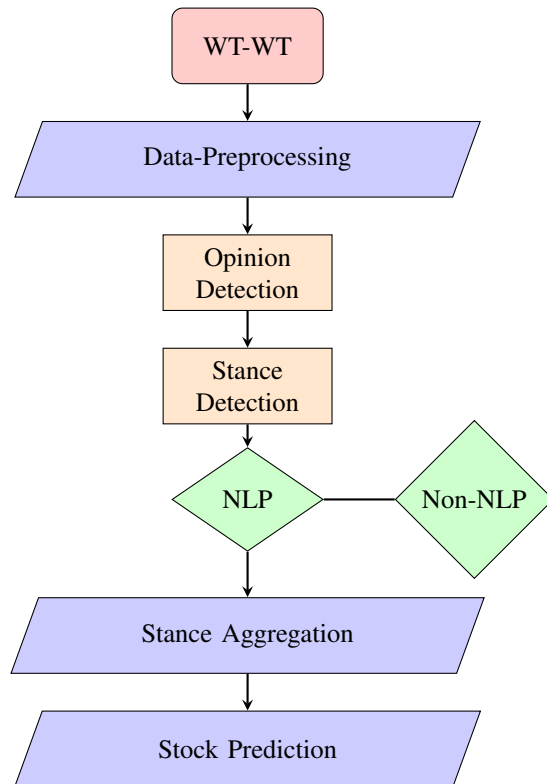 WT-WT
Data-Preprocessing
Opinion
Detection
Stance
Detection
NLP
Non-NLP
Stance Aggregation
Stock Prediction